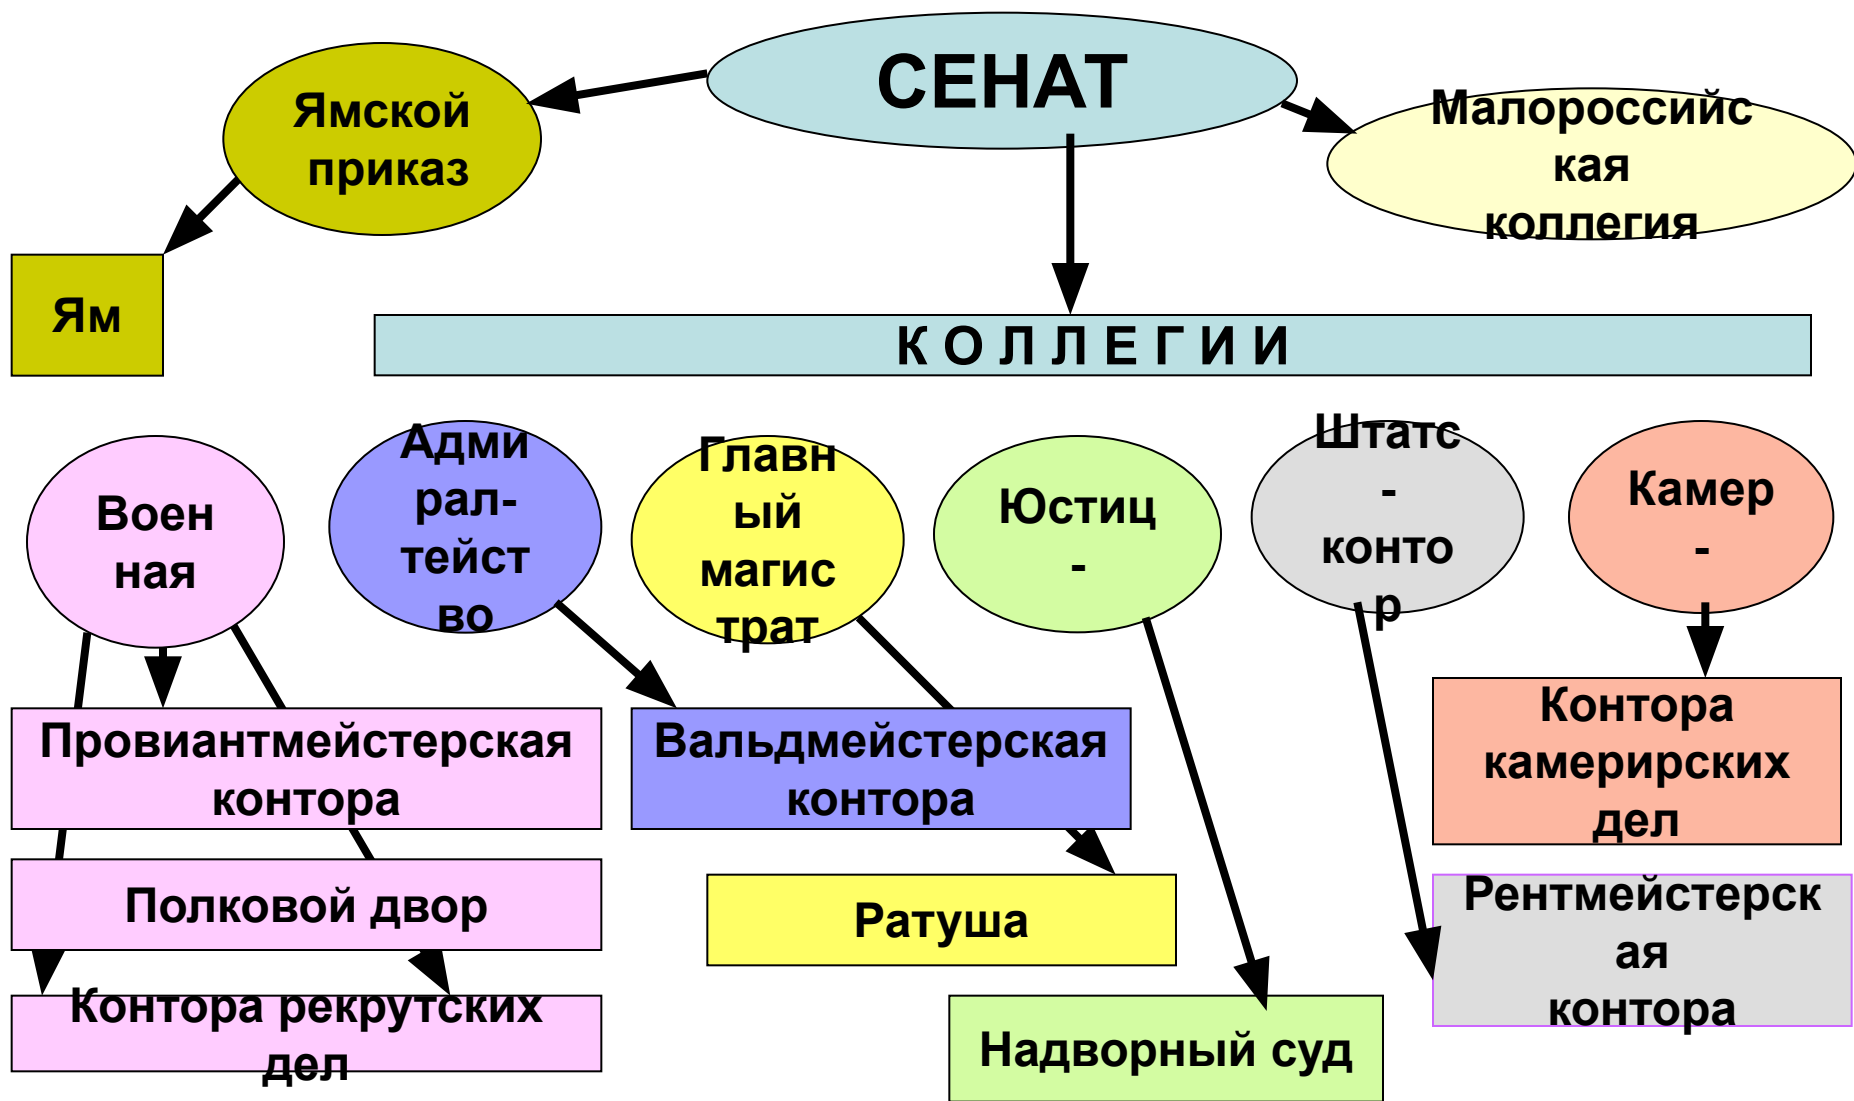 СЕНАТ
Ямской
приказ
Малороссийс
кая
коллегия
Ям
К О Л Л Е Г И И
Воен
ная
Адми
рал-
тейст
во
Главн
ый
магис
трат
Юстиц
-
Штатс
-
конто
р
Камер
-
Провиантмейстерская
контора
Вальдмейстерская
контора
Контора
камерирских
дел
Полковой двор
Ратуша
Рентмейстерск
ая
контора
Контора рекрутских
дел
Надворный суд